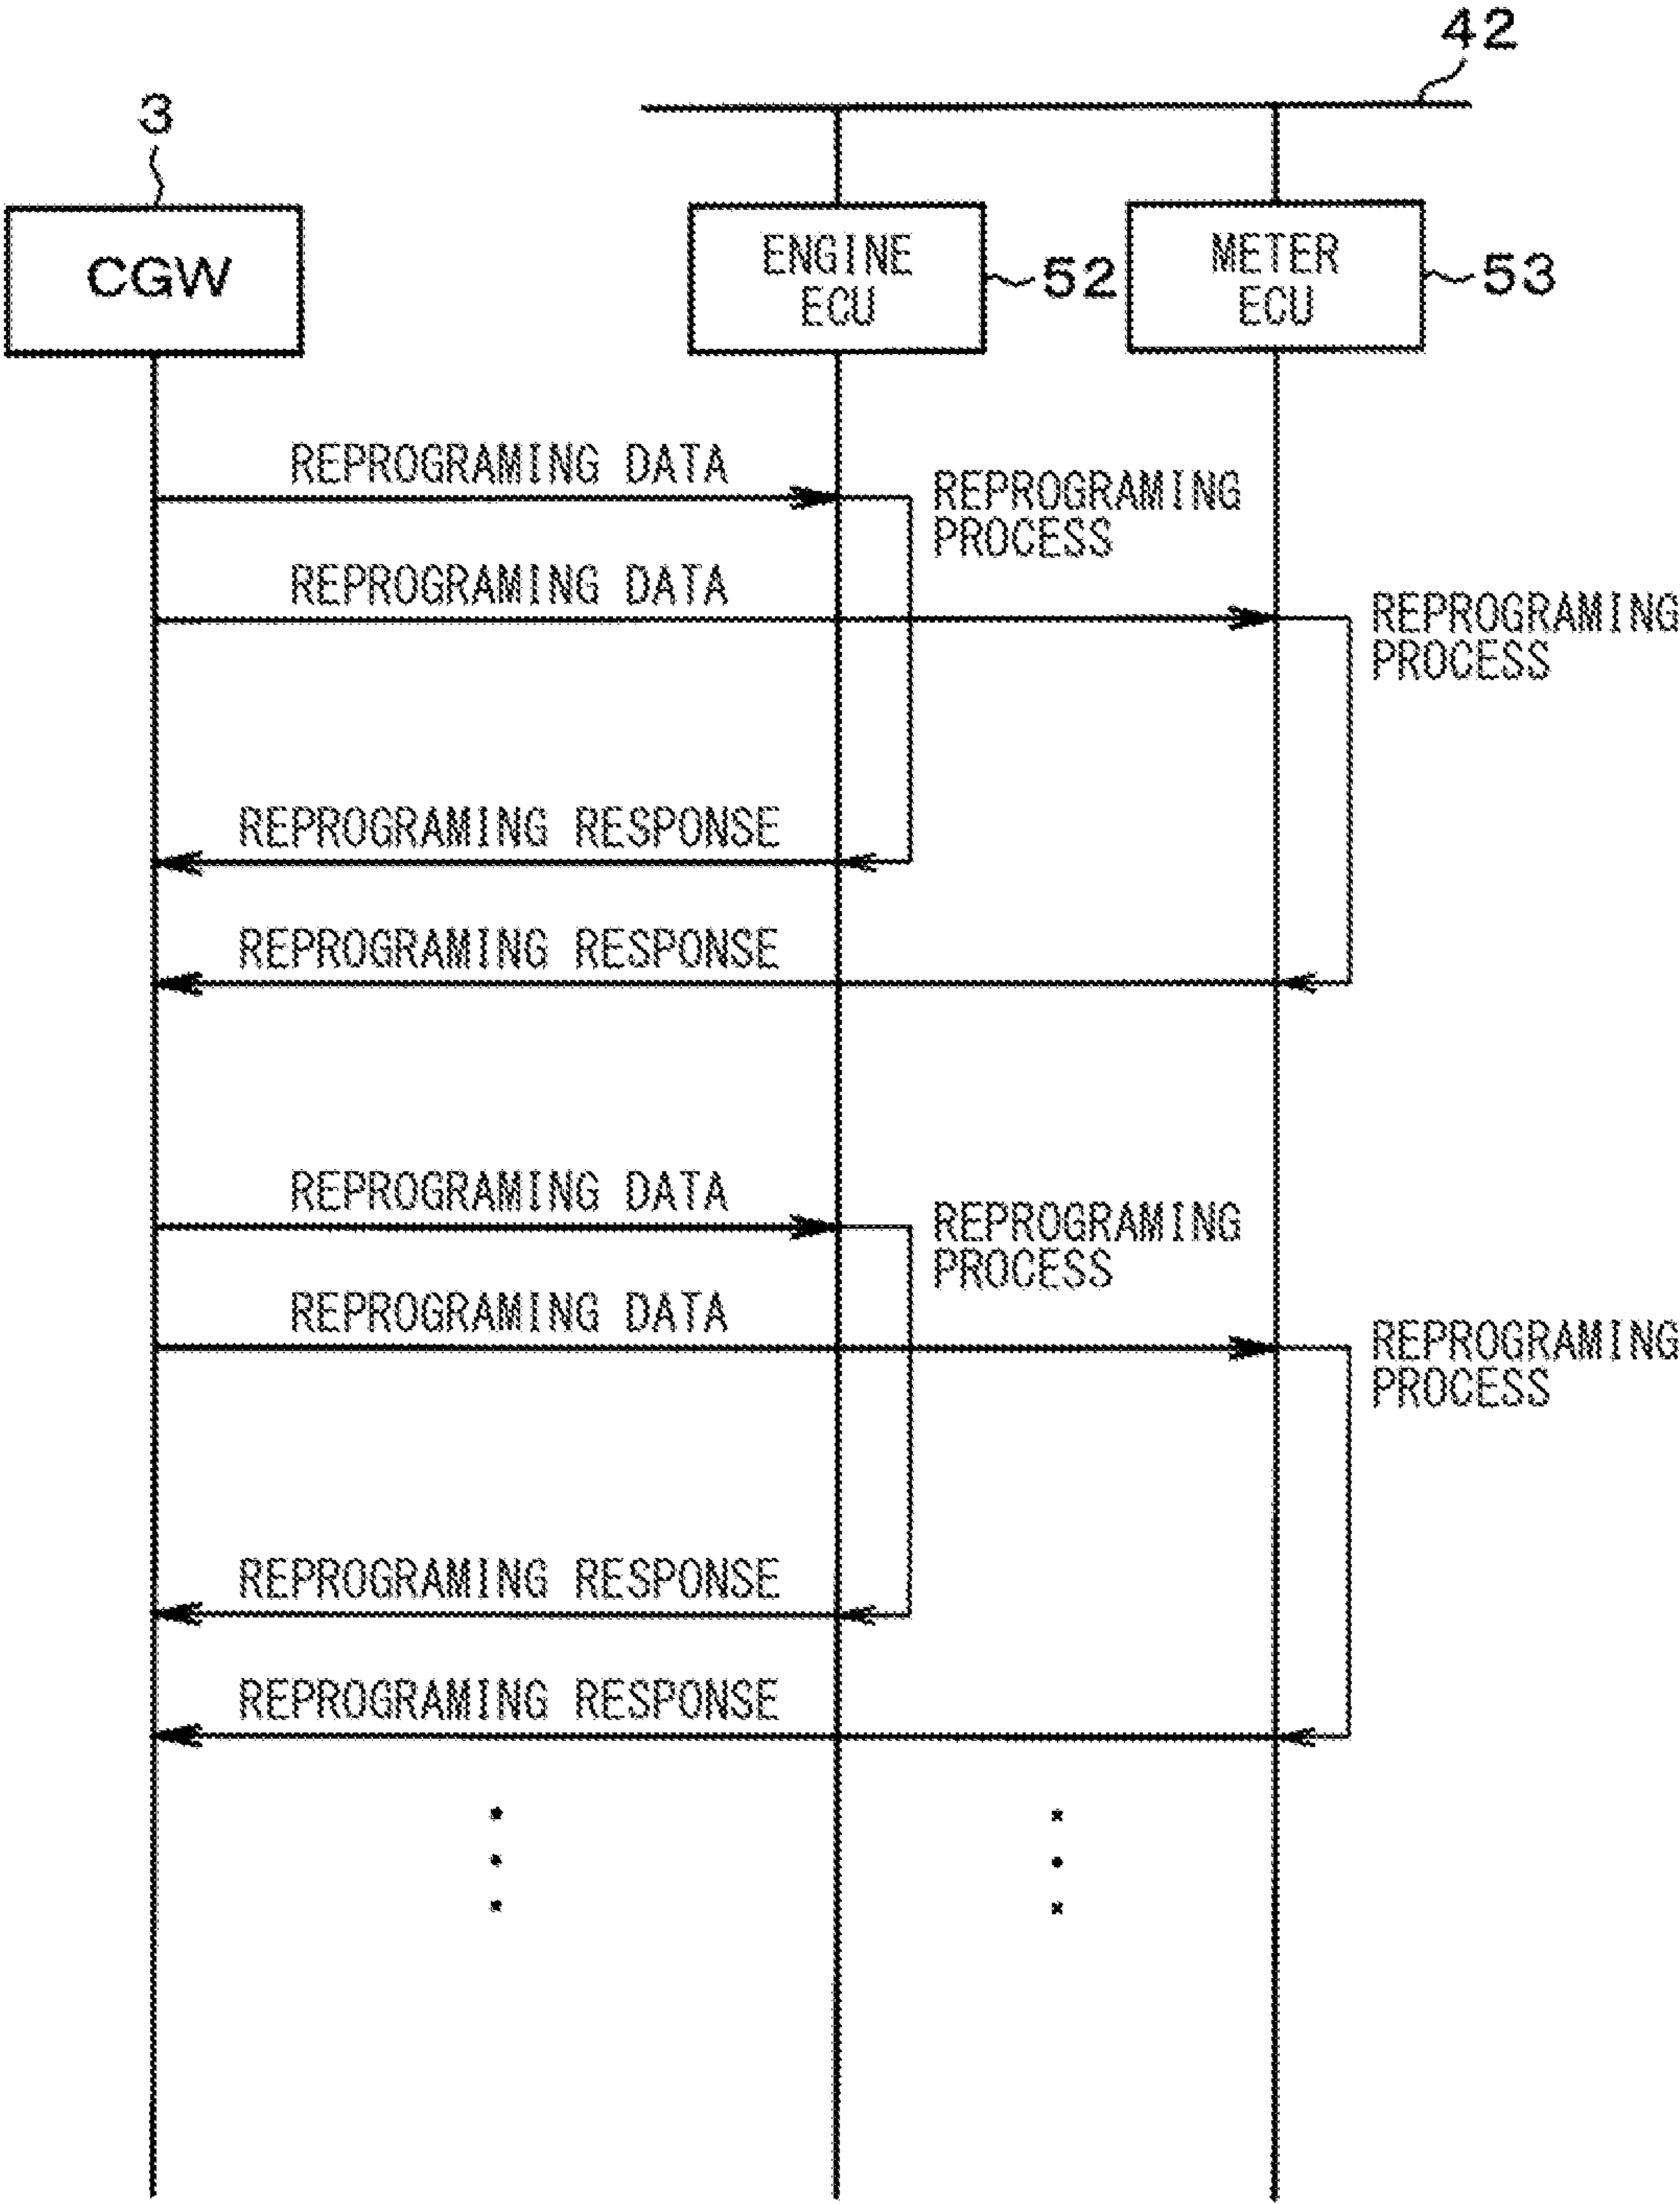 42
3
CGW
ENGINE
ECU
52
METER
ECU
53
REPROGRAMING DATA
REPROGRAMING
PROCESS
REPROGRAMING DATA
REPROGRAMING
PROCESS
REPROGRAMING RESPONSE
REPROGRAMING RESPONSE
REPROGRAMING DATA
REPROGRAMING
PROCESS
REPROGRAMING DATA
REPROGRAMING
PROCESS
REPROGRAMING RESPONSE
REPROGRAMING RESPONSE